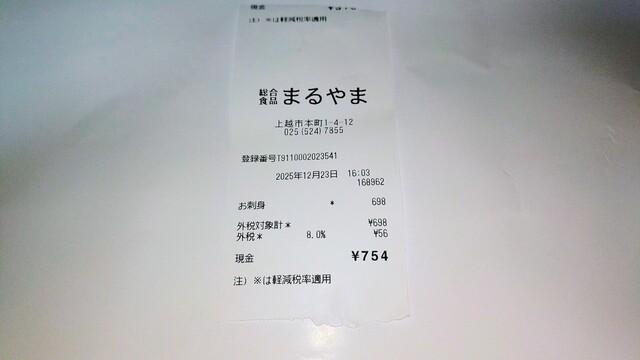 現金
注) ※は軽減税率適用
総合食品 まるやま
上越市本町1-4-12
025(524)7855
登録番号T9110002023541
2025年12月23日 16:03
168962
お刺身 * 698
外税対象計* ¥698
外税* 8.0% ¥56
現金 ¥754
注) ※は軽減税率適用